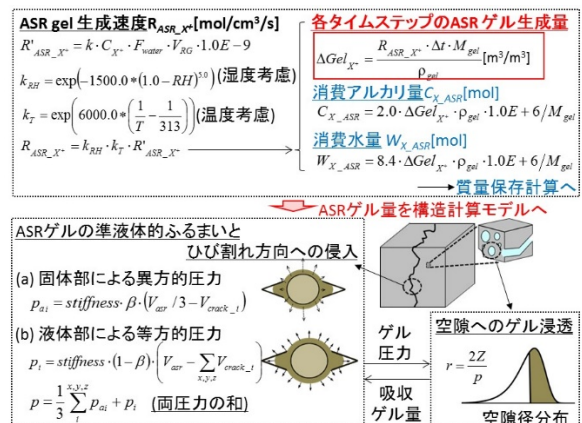 ASR gel 生成速度R_ASR_X+[mol/cm³/s]
R'_ASR_X+ = k・C_X+・F_water・V_RG・1.0E−9
k_RH = exp(−1500.0*(1.0−RH)^5.0) (湿度考慮)
k_T = exp(6000.0*(1/T − 1/313)) (温度考慮)
R_ASR_X+ = k_RH・k_T・R'_ASR_X+
各タイムステップのASRゲル生成量
ΔGel_X+ = R_ASR_X+・Δt・M_gel / ρ_gel [m³/m³]
消費アルカリ量C_X_ASR[mol]
C_X_ASR = 2.0・ΔGel_X+・ρ_gel・1.0E+6/M_gel
消費水量 W_X_ASR[mol]
W_X_ASR = 8.4・ΔGel_X+・ρ_gel・1.0E+6/M_gel
質量保存計算へ
ASRゲル量を構造計算モデルへ
ASRゲルの準液体的ふるまいと
ひび割れ方向への侵入
(a) 固体部による異方的圧力
p_ai = stiffness・β・(V_asr/3−V_crack_i)
(b) 液体部による等方的圧力
p_i = stiffness・(1−β)・(V_asr − Σ_x,y,z V_crack_i)
p = 1/3 Σ_i^x,y,z p_ai + p_i (両圧力の和)
ゲル
圧力
吸収
ゲル量
空隙へのゲル浸透
r = 2Z/p
空隙径分布